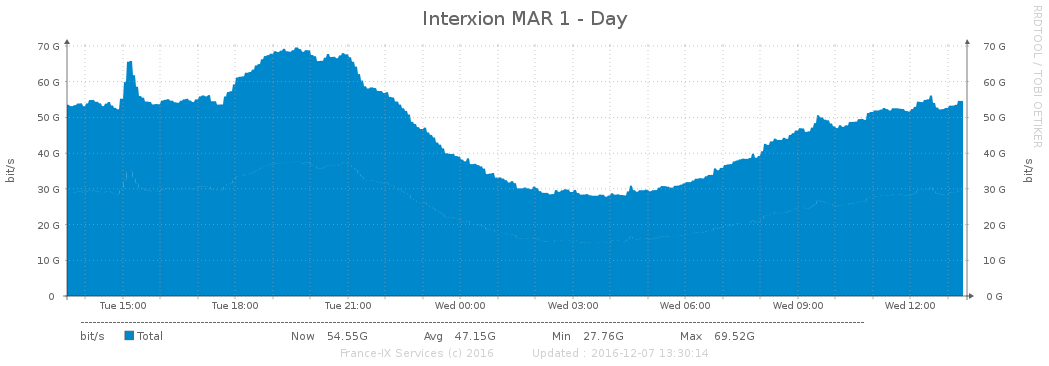 Interxion MAR 1 - Day
RRDTOOL / TOBI OETIKER
bit/s
70 G
60 G
50 G
40 G
30 G
20 G
10 G
0
70 G
60 G
50 G
40 G
30 G
20 G
10 G
0 G
bit/s
Tue 15:00 Tue 18:00 Tue 21:00 Wed 00:00 Wed 03:00 Wed 06:00 Wed 09:00 Wed 12:00
bit/s Total Now 54.55G Avg 47.15G Min 27.76G Max 69.52G
France-IX Services (c) 2016 Updated : 2016-12-07 13:30:14